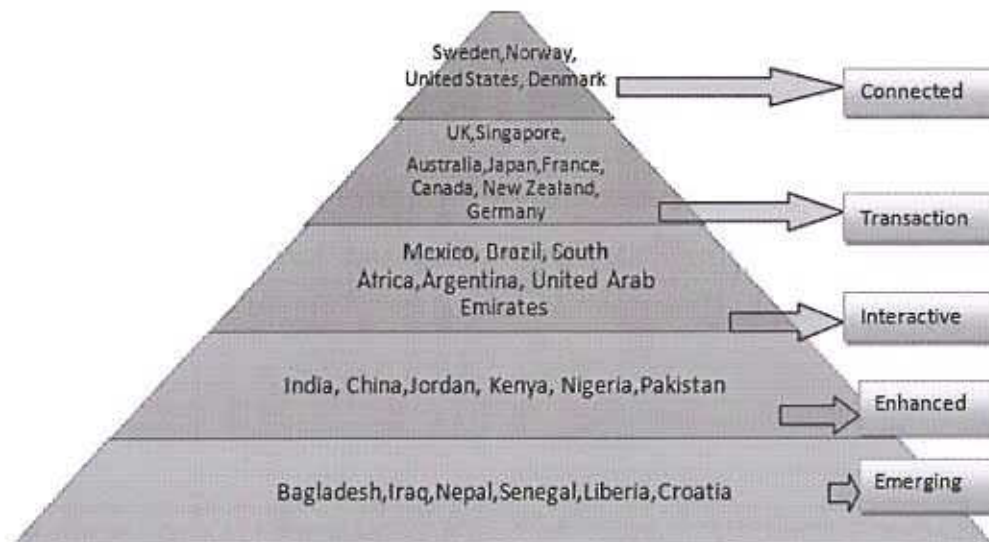 Sweden,Norway,
United States, Denmark
Connected
UK,Singapore,
Australia,Japan,France,
Canada, New Zealand,
Germany
Transaction
Mexico, Brazil, South
Africa,Argentina, United Arab
Emirates
Interactive
India, China,Jordan, Kenya, Nigeria,Pakistan
Enhanced
Bagladesh,Iraq,Nepal,Senegal,Liberia,Croatia
Emerging